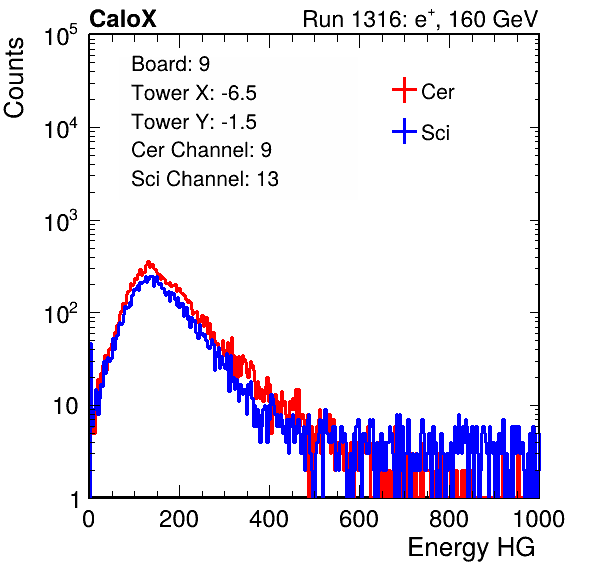 CaloX Run 1316: e⁺, 160 GeV
Counts
10⁵
10⁴
10³
10²
10
1
Board: 9
Tower X: -6.5
Tower Y: -1.5
Cer Channel: 9
Sci Channel: 13
Cer
Sci
0 200 400 600 800 1000
Energy HG